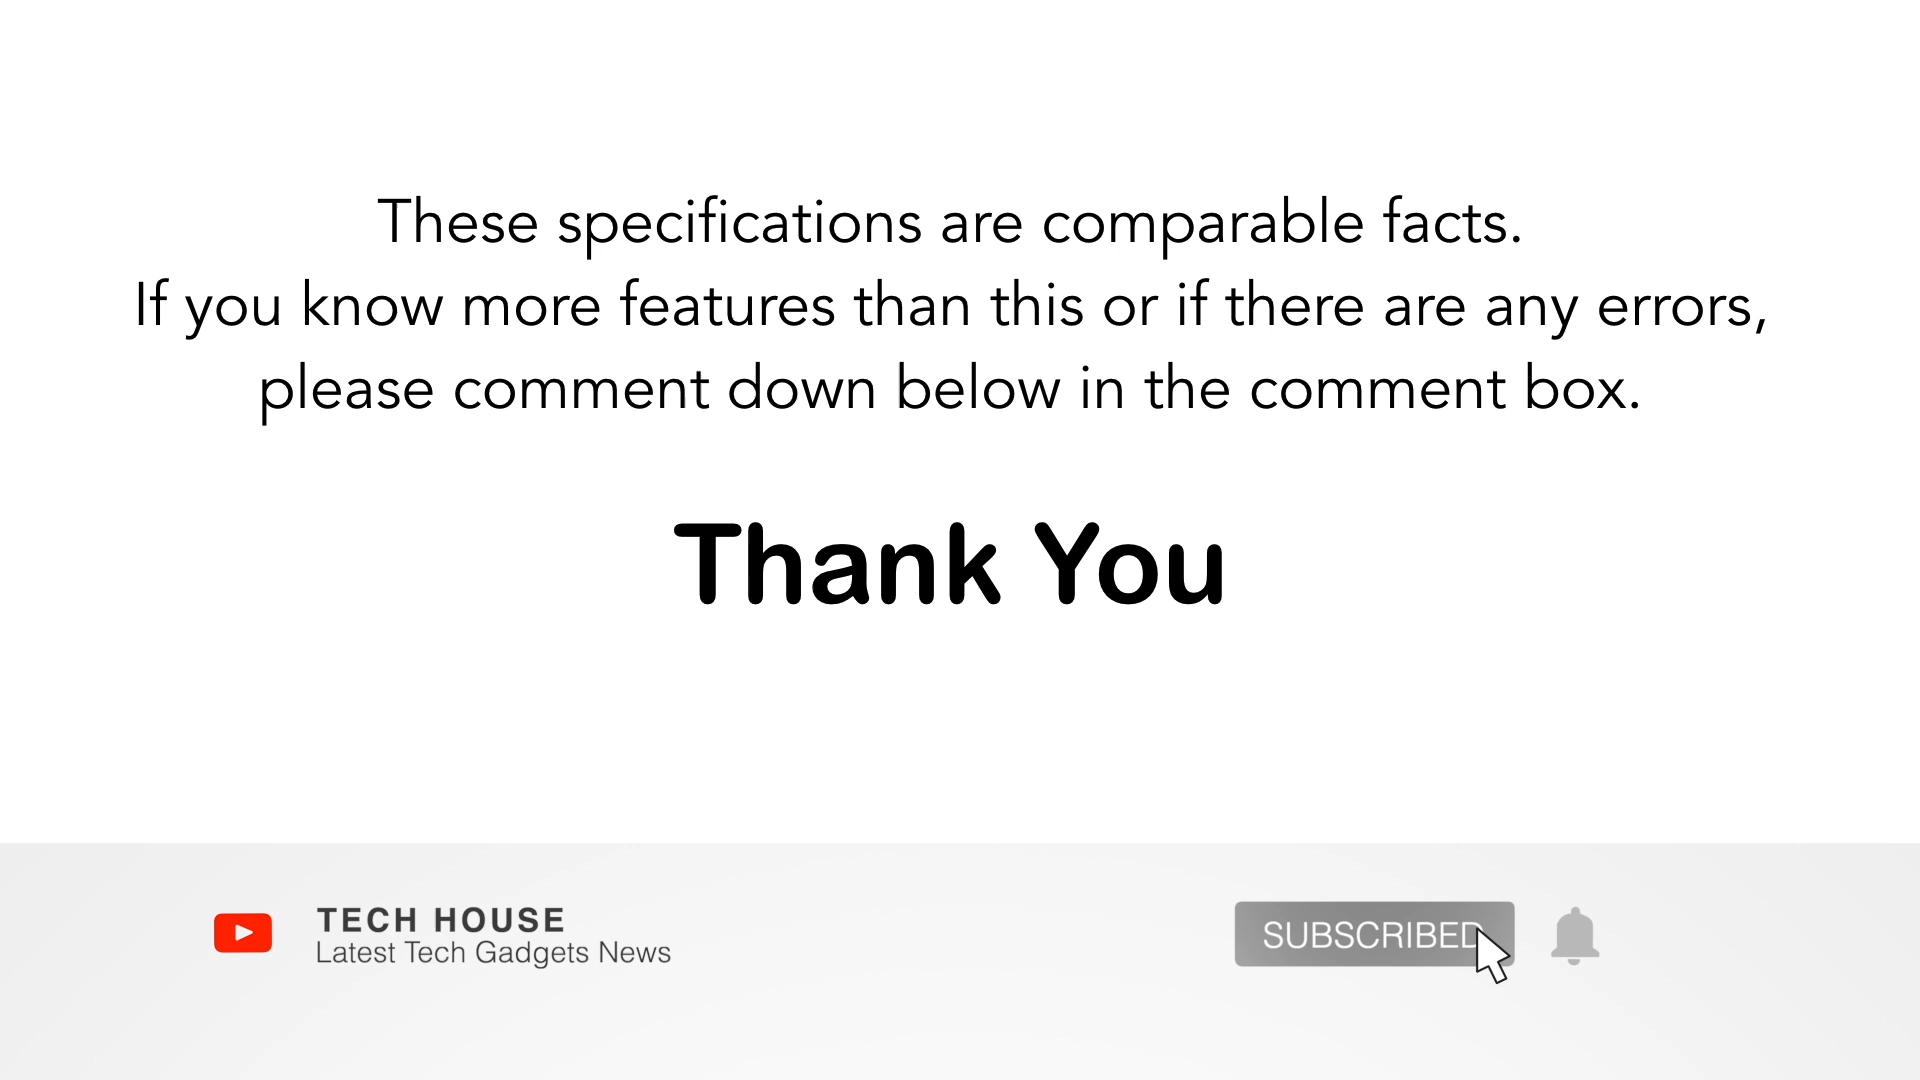 These specifications are comparable facts.
If you know more features than this or if there are any errors,
please comment down below in the comment box.
Thank You
TECH HOUSE
Latest Tech Gadgets News
SUBSCRIBED